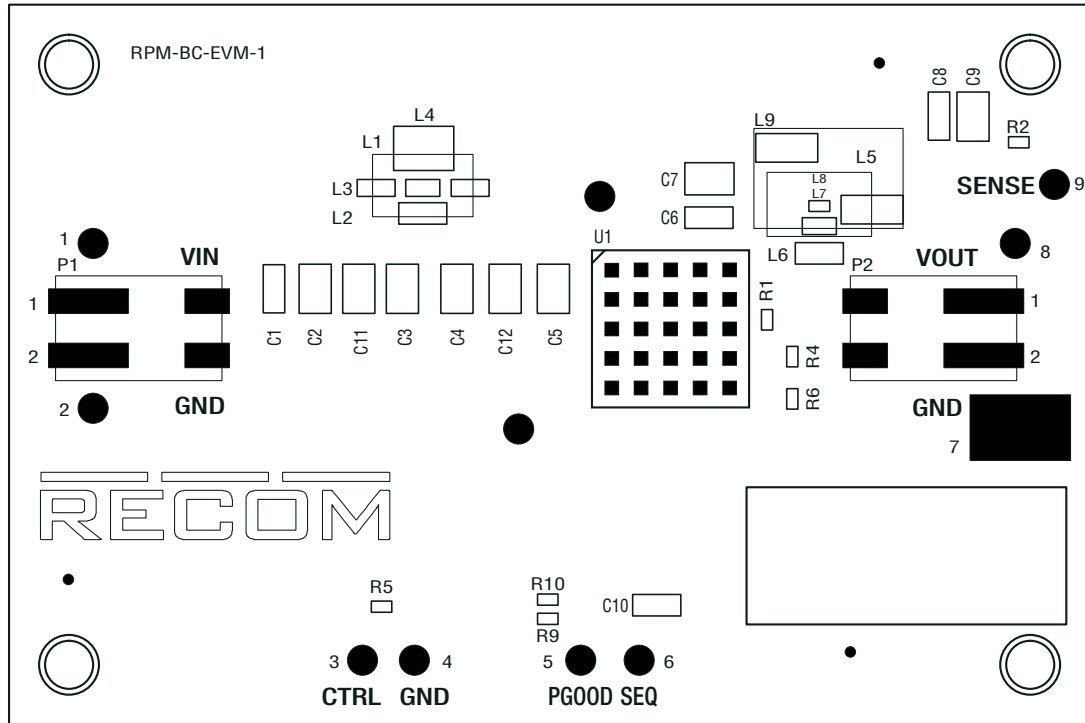 RPM-BC-EVM-1
C8
C9
L4
L9
R2
L1
L5
C7
L8
SENSE
9
L3
L7
L2
C6
1
U1
L6
8
P1
VIN
P2
VOUT
1
R1
1
C1
C2
C11
C3
C4
C12
C5
2
R4
2
2
GND
R6
GND
7
RECOM
R5
R10
C10
R9
3
4
5
6
CTRL
GND
PGOOD
SEQ